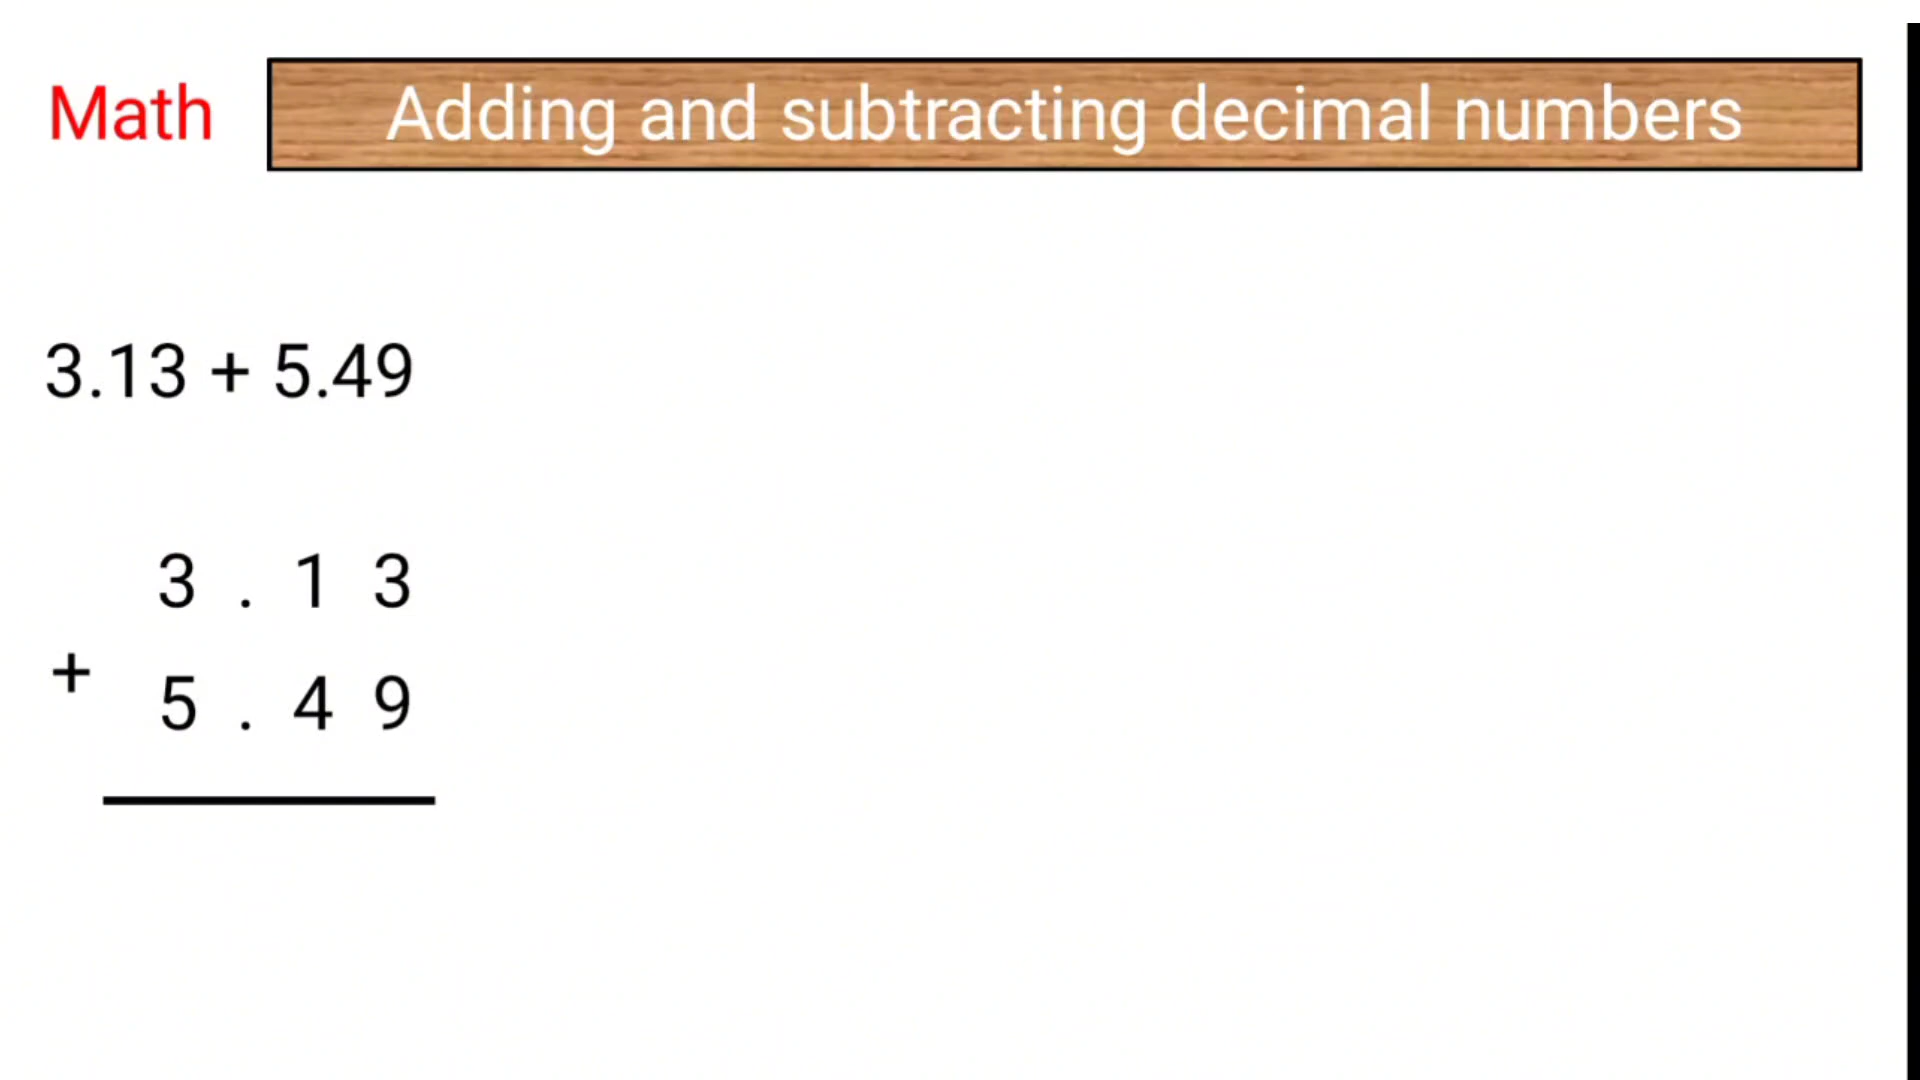 Math Adding and subtracting decimal numbers
3.13 + 5.49
3 . 1 3
+
5 . 4 9